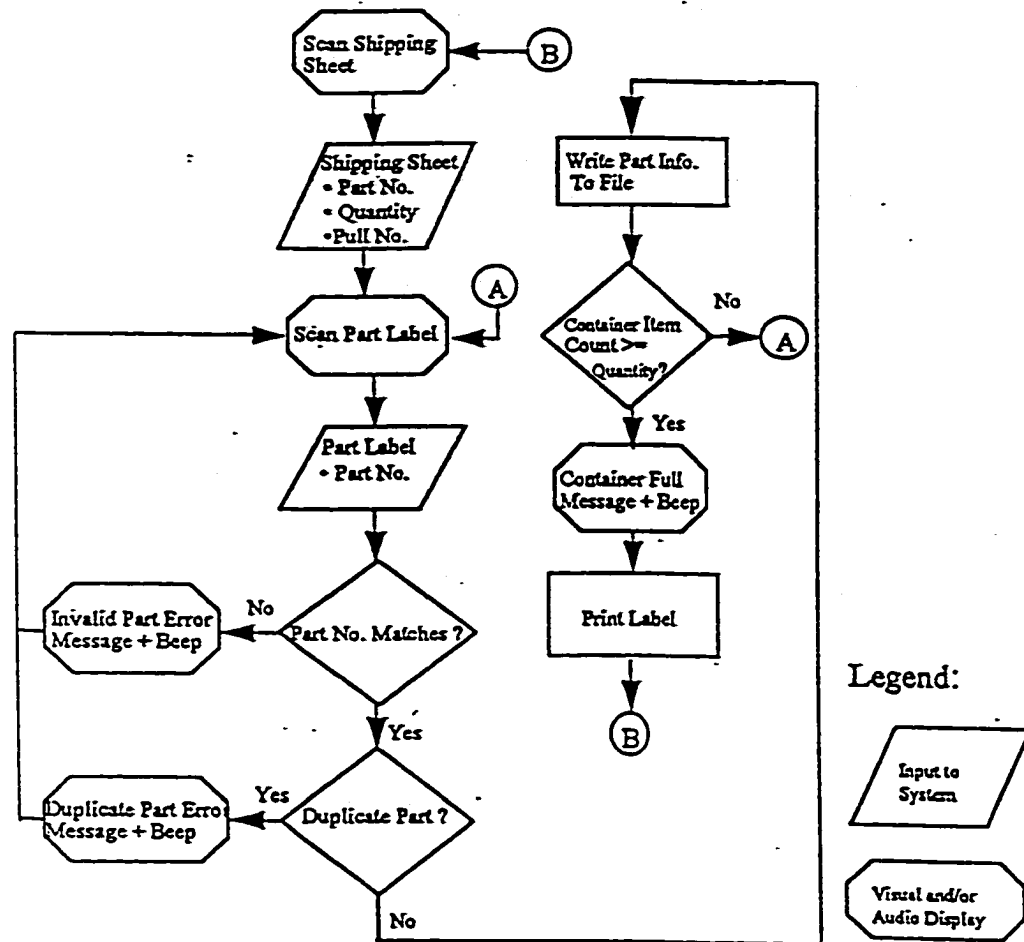 Scan Shipping
Sheet
B
Shipping Sheet
• Part No.
• Quantity
• Pull No.
A
Scan Part Label
Part Label
• Part No.
Part No. Matches ?
No
Invalid Part Error
Message + Beep
Yes
Duplicate Part ?
Yes
Duplicate Part Error
Message + Beep
No
Write Part Info.
To File
Container Item
Count >=
Quantity?
No
A
Yes
Container Full
Message + Beep
Print Label
B
Legend:
Input to
System
Visual and/or
Audio Display